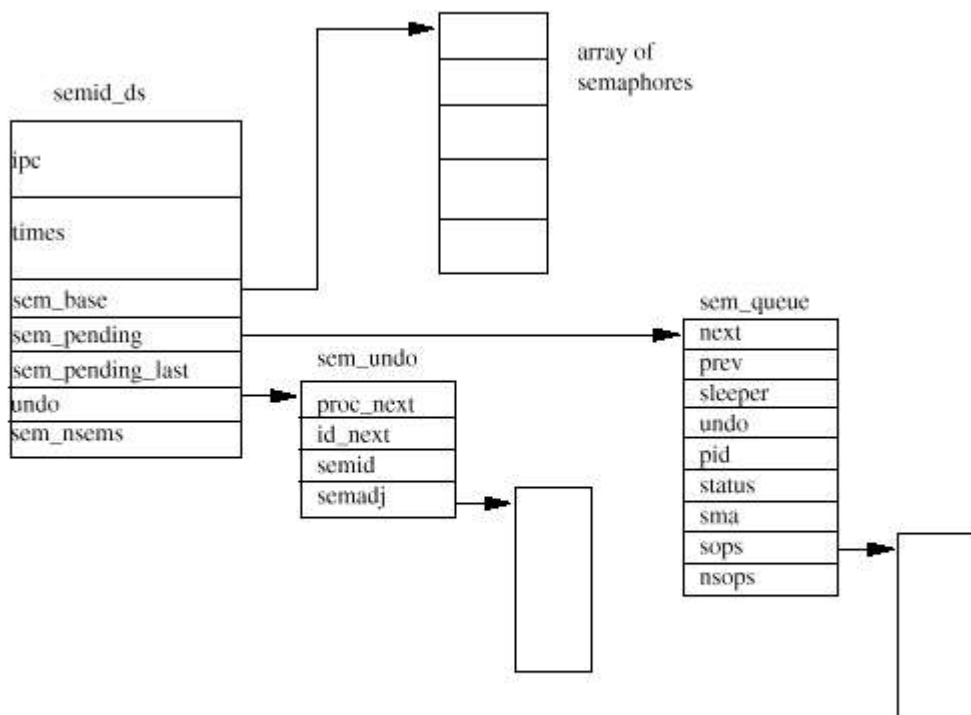 array of
semaphores
semid_ds
ipc
times
sem_base
sem_pending
sem_pending_last
undo
sem_nsems
sem_undo
proc_next
id_next
semid
semadj
sem_queue
next
prev
sleeper
undo
pid
status
sma
sops
nsops